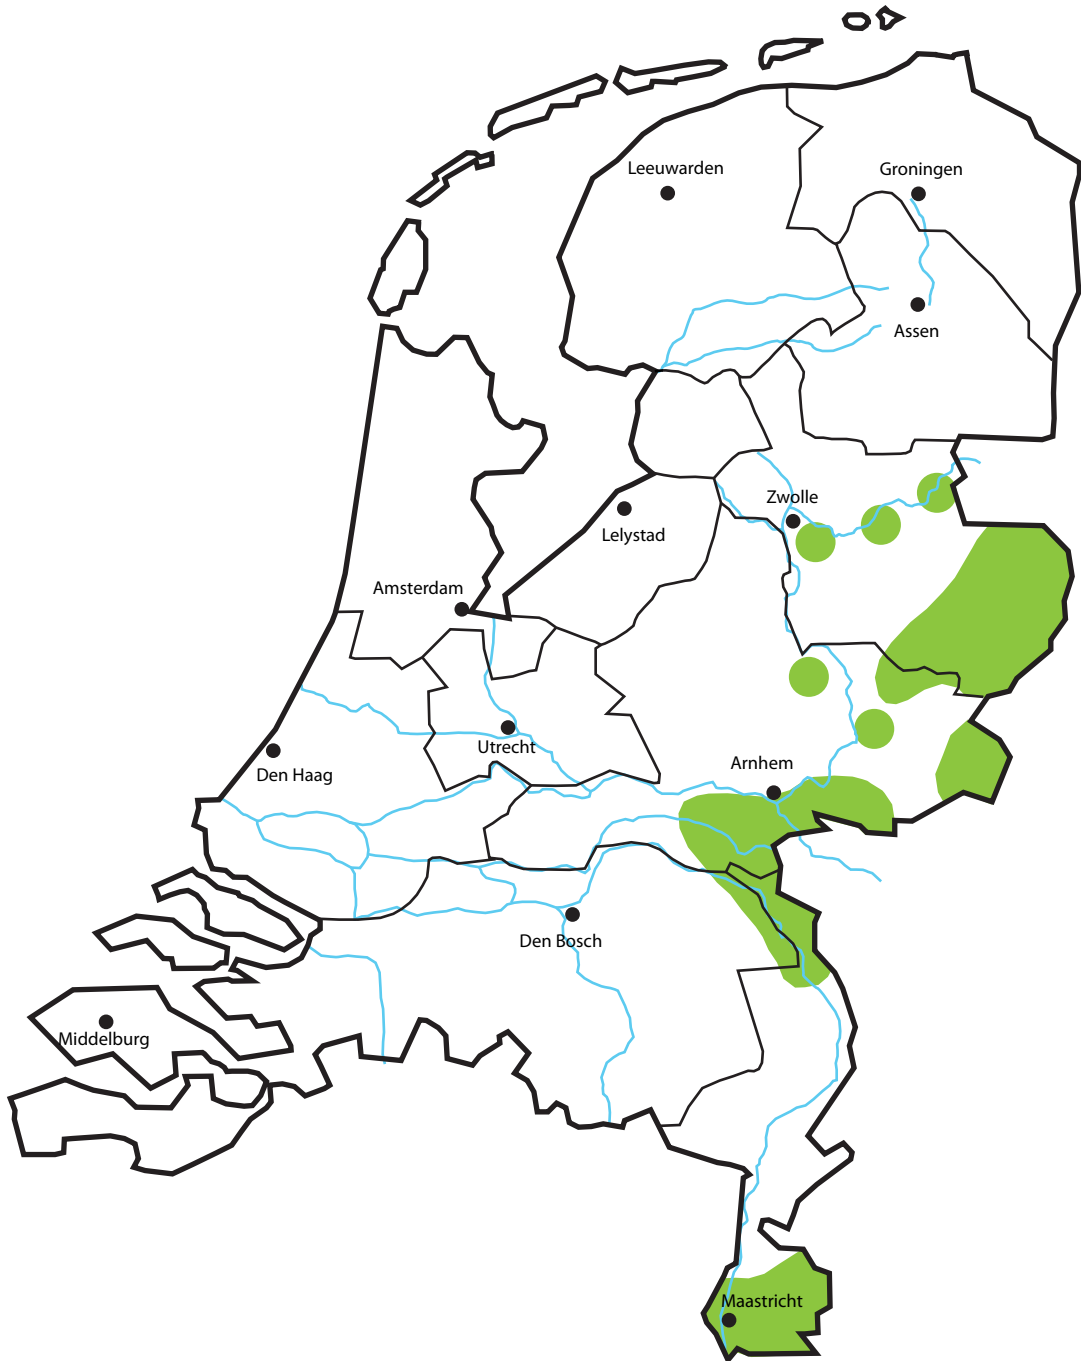 Leeuwarden
Groningen
Assen
Zwolle
Lelystad
Amsterdam
Utrecht
Den Haag
Arnhem
Den Bosch
Middelburg
Maastricht